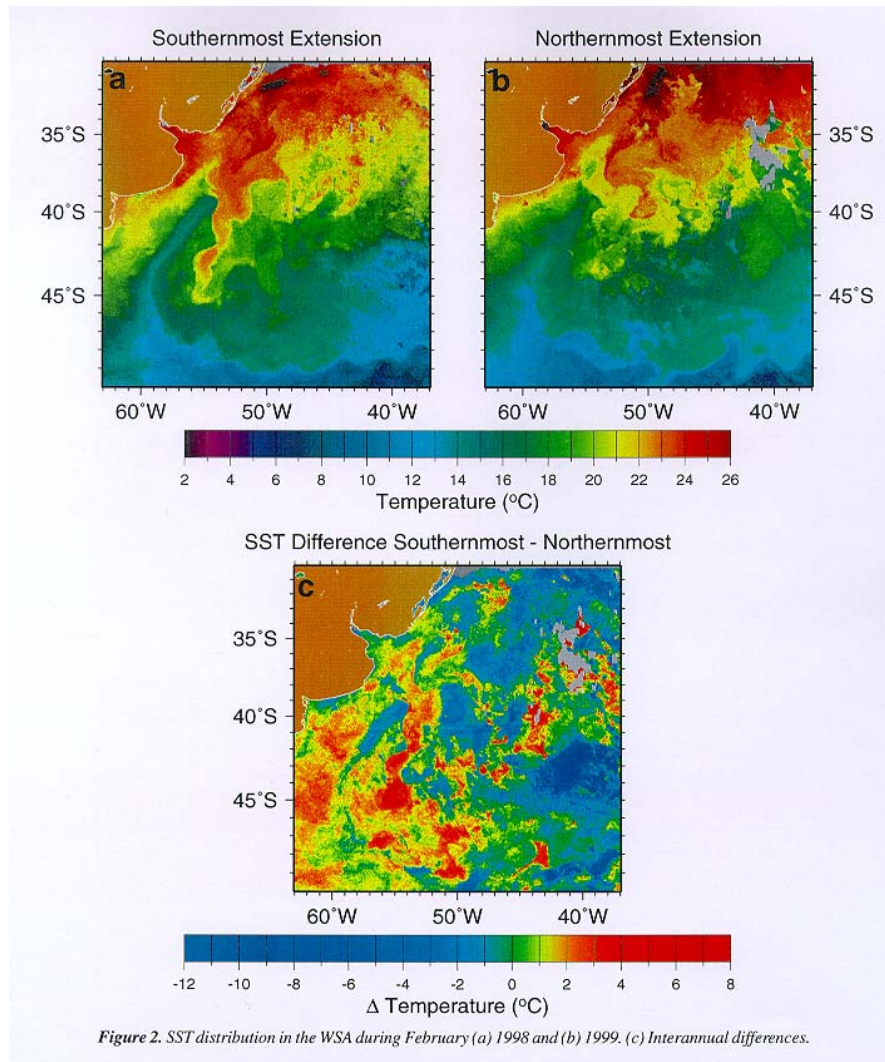 Southernmost Extension
Northernmost Extension
a
b
35°S
40°S
45°S
35°S
40°S
45°S
60°W 50°W 40°W
60°W 50°W 40°W
2 4 6 8 10 12 14 16 18 20 22 24 26
Temperature (°C)
SST Difference Southernmost - Northernmost
c
35°S
40°S
45°S
60°W 50°W 40°W
-12 -10 -8 -6 -4 -2 0 2 4 6 8
Δ Temperature (°C)
Figure 2. SST distribution in the WSA during February (a) 1998 and (b) 1999. (c) Interannual differences.